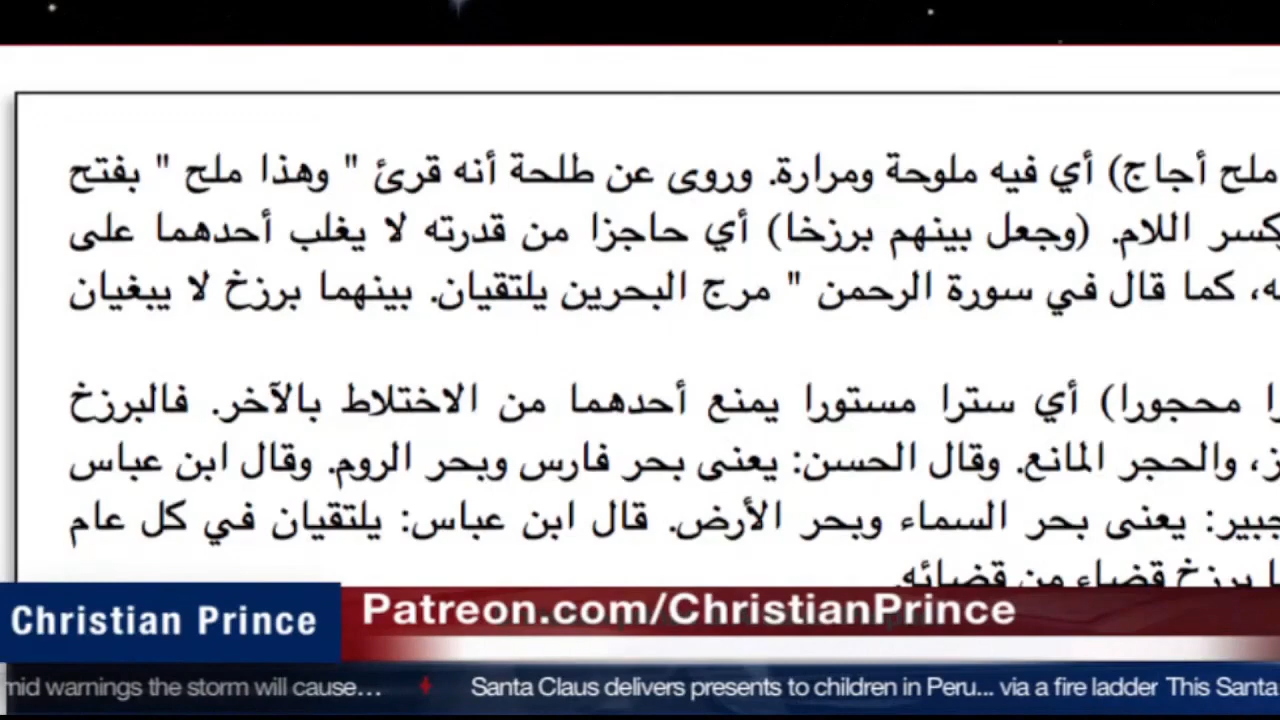 ملح أجاج) أي فيه ملوحة ومرارة. وروى عن طلحة أنه قرئ " وهذا ملح " بفتح
كسر اللام. (وجعل بينهم برزخا) أي حاجزا من قدرته لا يغلب أحدهما على
كما قال في سورة الرحمن " مرج البحرين يلتقيان. بينهما برزخ لا يبغيان
محجورا) أي سترا مستورا يمنع أحدهما من الاختلاط بالآخر. فالبرزخ
والحجر المانع. وقال الحسن: يعنى بحر فارس وبحر الروم. وقال ابن عباس
جبير: يعنى بحر السماء وبحر الأرض. قال ابن عباس: يلتقيان في كل عام
برزخ قضاء من قضائه.
Christian Prince
Patreon.com/ChristianPrince
mid warnings the storm will cause... Santa Claus delivers presents to children in Peru... via a fire ladder This Santa